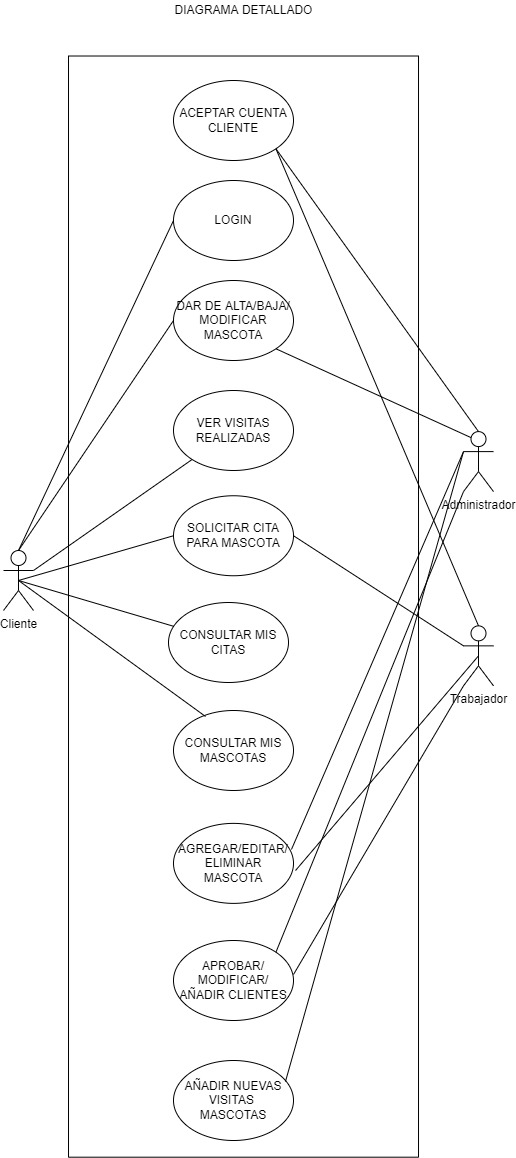 DIAGRAMA DETALLADO
ACEPTAR CUENTA
CLIENTE
LOGIN
DAR DE ALTA/BAJA/
MODIFICAR
MASCOTA
VER VISITAS
REALIZADAS
Administrador
SOLICITAR CITA
PARA MASCOTA
Cliente
CONSULTAR MIS
CITAS
Trabajador
CONSULTAR MIS
MASCOTAS
AGREGAR/EDITAR/
ELIMINAR
MASCOTA
APROBAR/
MODIFICAR/
AÑADIR CLIENTES
AÑADIR NUEVAS
VISITAS
MASCOTAS